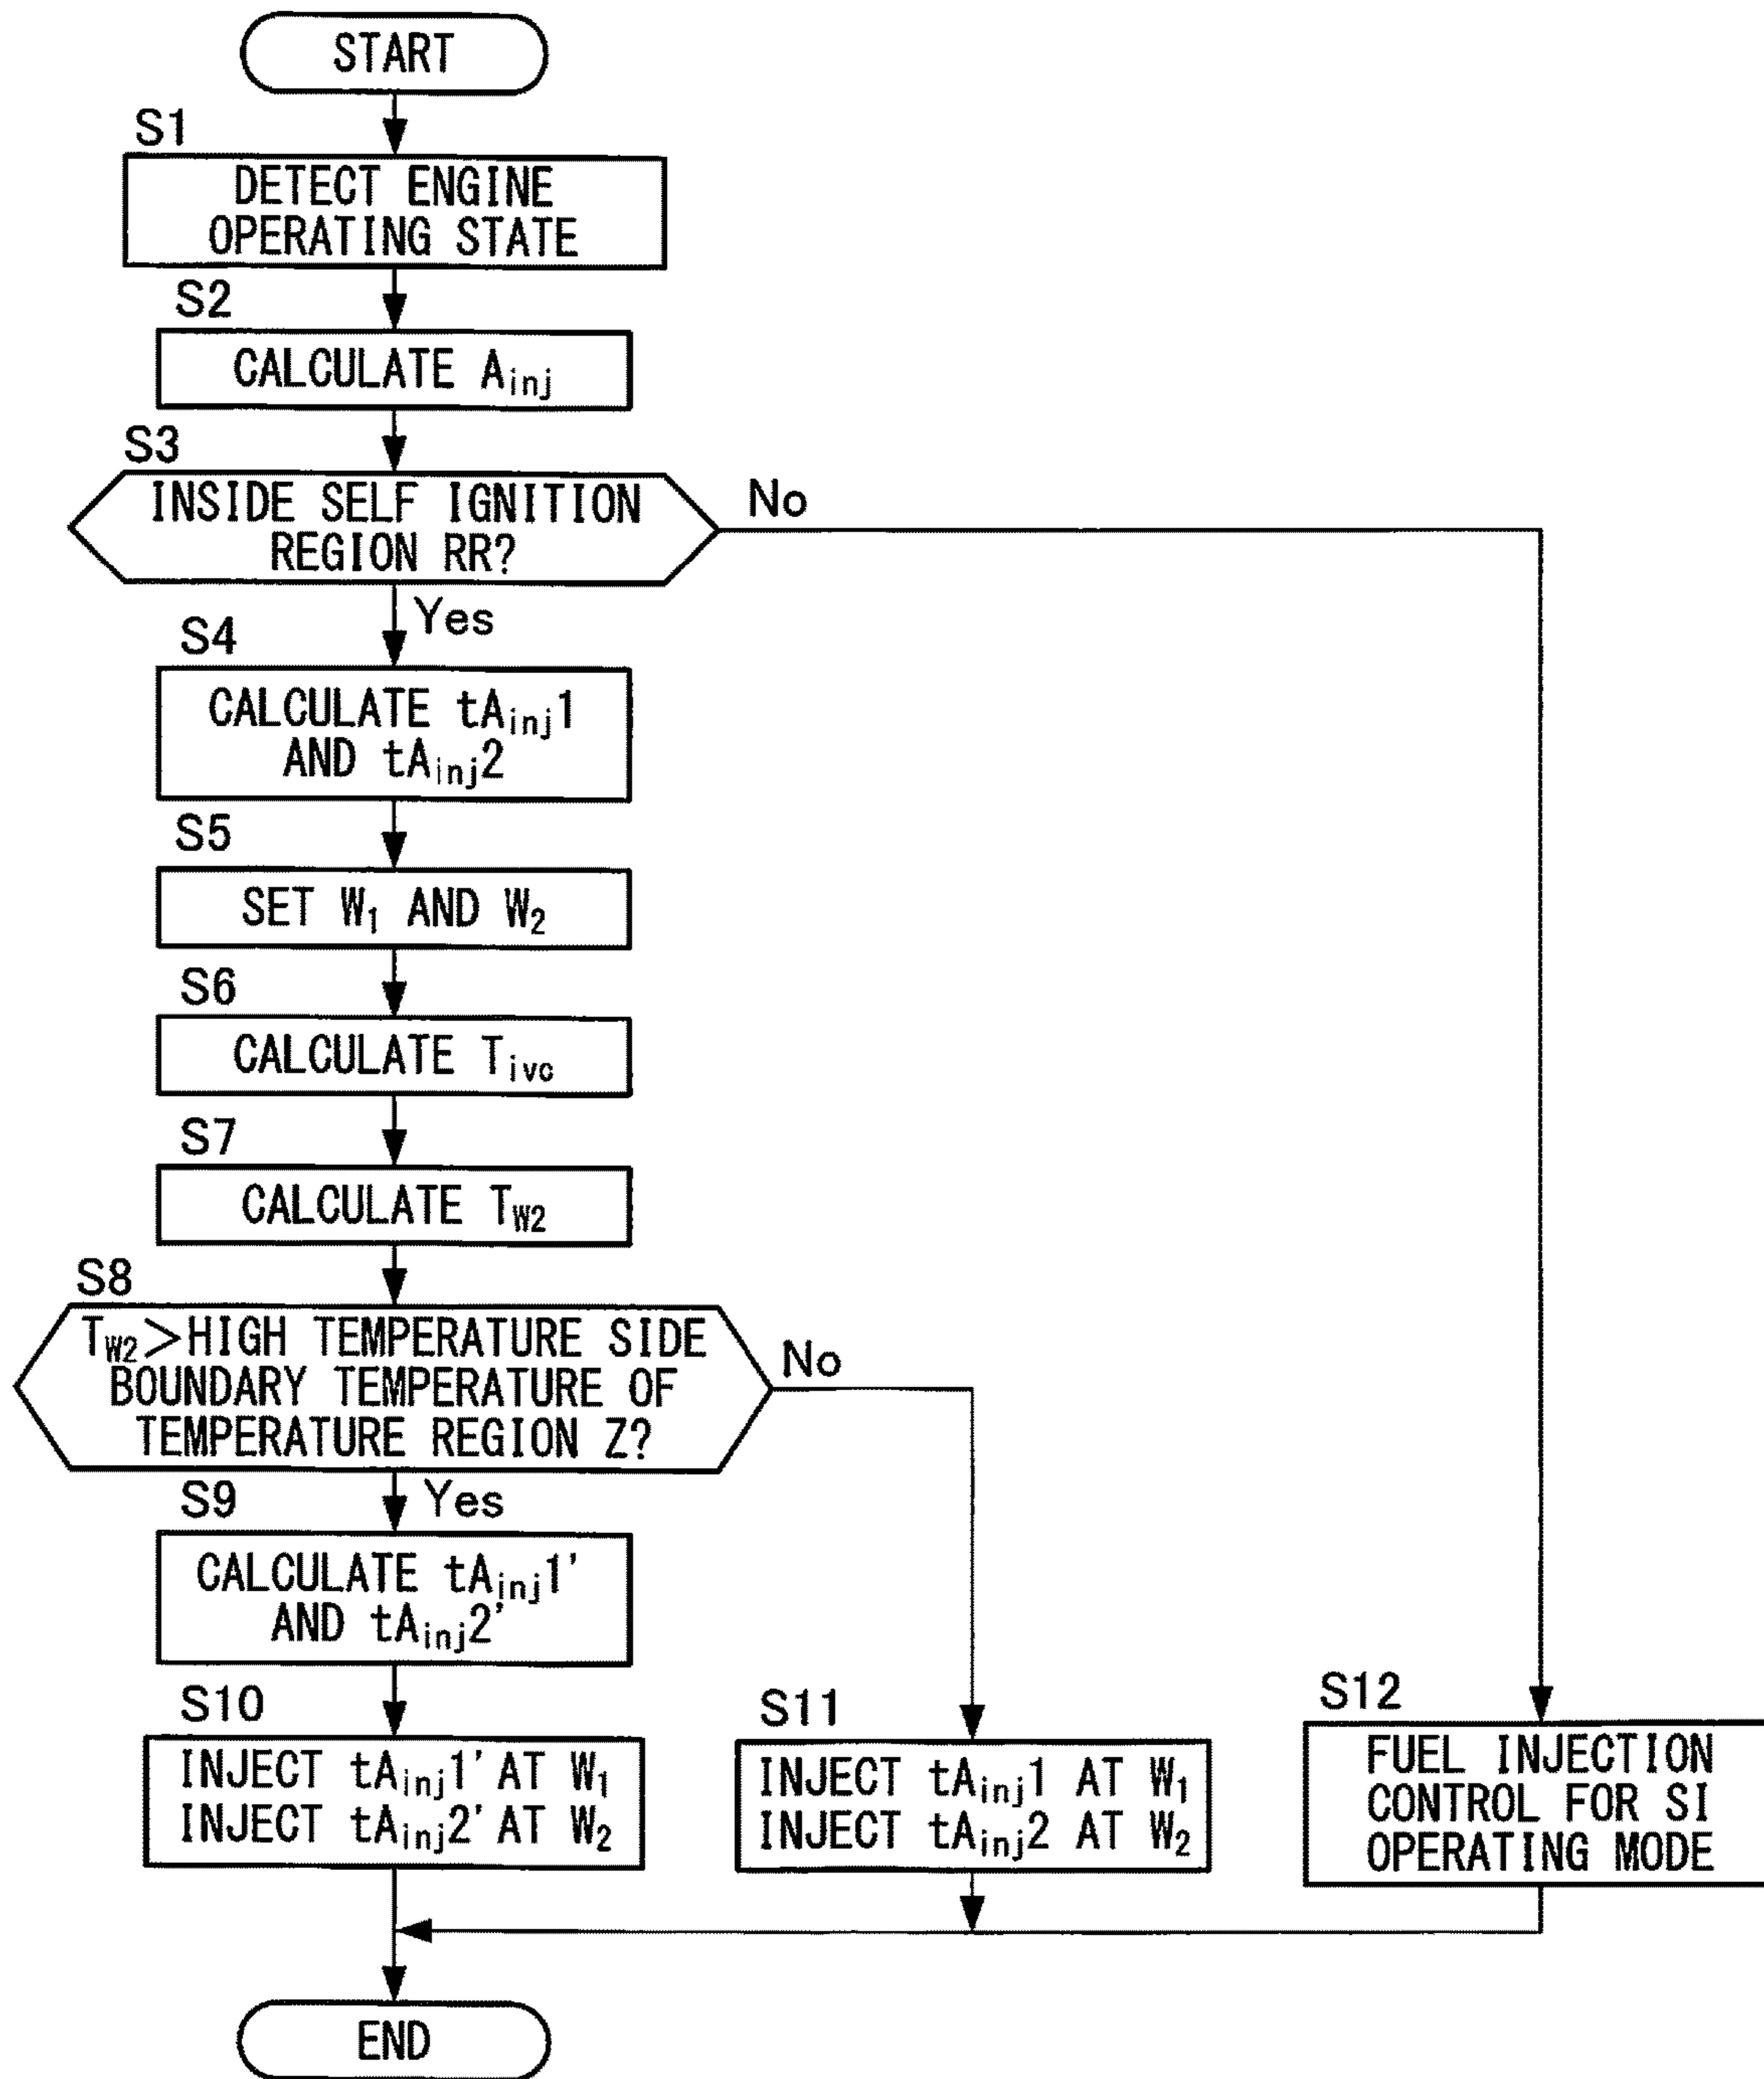 START
S1
DETECT ENGINE
OPERATING STATE
S2
CALCULATE Ainj
S3
INSIDE SELF IGNITION
REGION RR?
No
Yes
S4
CALCULATE tAinj1
AND tAinj2
S5
SET W1 AND W2
S6
CALCULATE Tivc
S7
CALCULATE TW2
S8
TW2>HIGH TEMPERATURE SIDE
BOUNDARY TEMPERATURE OF
TEMPERATURE REGION Z?
No
Yes
S9
CALCULATE tAinj1'
AND tAinj2'
S10
INJECT tAinj1' AT W1
INJECT tAinj2' AT W2
S11
INJECT tAinj1 AT W1
INJECT tAinj2 AT W2
S12
FUEL INJECTION
CONTROL FOR SI
OPERATING MODE
END